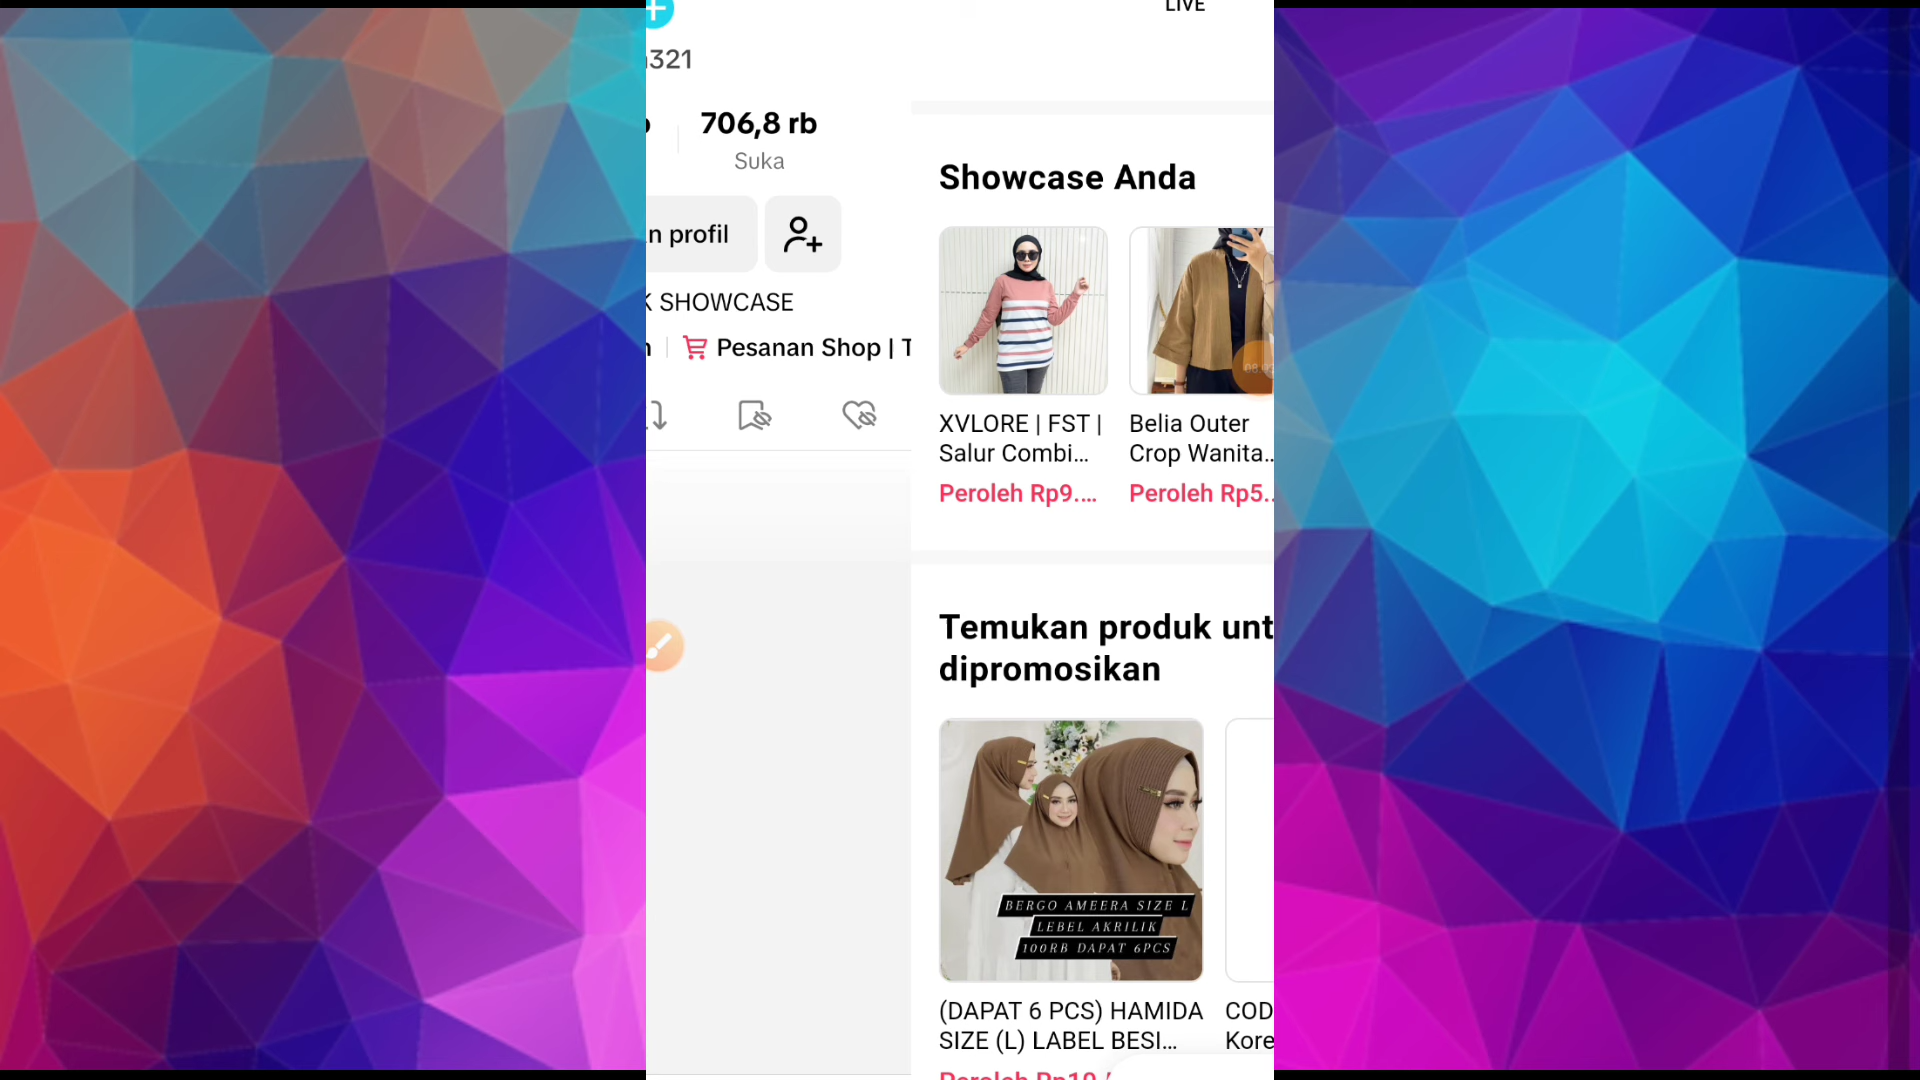 LIVE
321
706,8 rb
Suka
n profil
K SHOWCASE
Pesanan Shop | T
Showcase Anda
XVLORE | FST |
Salur Combi...
Peroleh Rp9....
Belia Outer
Crop Wanita...
Peroleh Rp5..
Temukan produk unt
dipromosikan
BERGO AMEERA SIZE L
LEBEL AKRILIK
100RB DAPAT 6PCS
(DAPAT 6 PCS) HAMIDA
SIZE (L) LABEL BESI...
COD
Kore